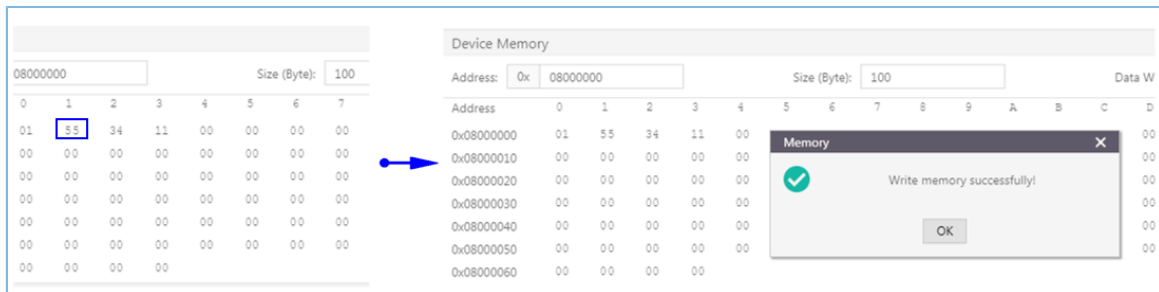 08000000 Size (Byte): 100
0 1 2 3 4 5 6 7
01 55 34 11 00 00 00 00
00 00 00 00 00 00 00 00
00 00 00 00 00 00 00 00
00 00 00 00 00 00 00 00
00 00 00 00 00 00 00 00
00 00 00 00 00 00 00 00
00 00 00 00
Device Memory
Address: 0x 08000000 Size (Byte): 100 Data W
Address 0 1 2 3 4 5 6 7 8 9 A B C D
0x08000000 01 55 34 11 00 00
0x08000010 00 00 00 00 00 00
0x08000020 00 00 00 00 00 00
0x08000030 00 00 00 00 00 00
0x08000040 00 00 00 00 00 00
0x08000050 00 00 00 00 00 00
0x08000060 00 00 00 00
Memory
Write memory successfully!
OK